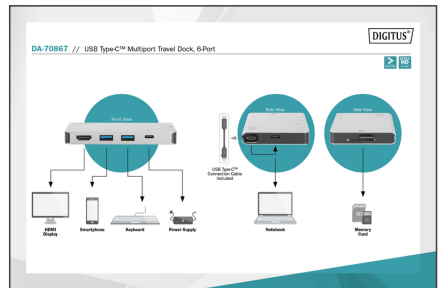 DIGITUS®
DA-70867 // USB Type-C™ Multiport Travel Dock, 6-Port
HD
Front View
Side View
Side View
USB Type-C™
Connection Cable
included
HDMI
Display
Smartphone
Keyboard
Power Supply
Notebook
Memory
Card